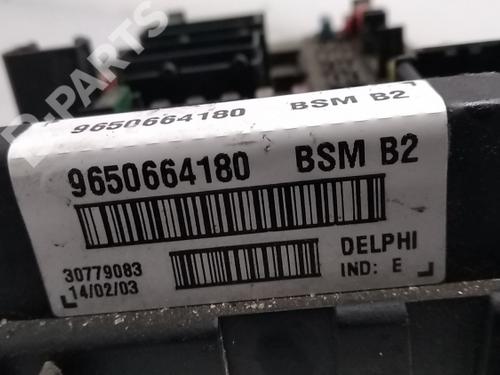 B-PARTS
9650664180 BSM B2
9650664180 BSM B2
30779083 DELPHI
14/02/03 IND: E